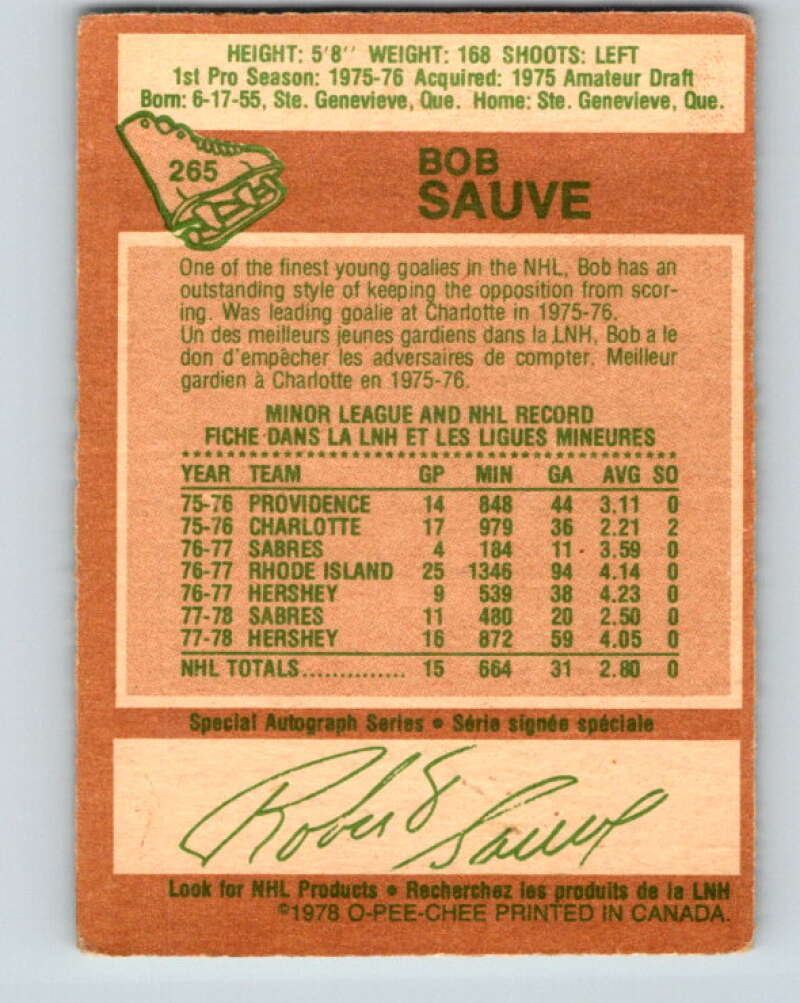 HEIGHT: 5'8'' WEIGHT: 168 SHOOTS: LEFT
1st Pro Season: 1975-76 Acquired: 1975 Amateur Draft
Born: 6-17-55, Ste. Genevieve, Que. Home: Ste. Genevieve, Que.
265
BOB
SAUVE
One of the finest young goalies in the NHL, Bob has an
outstanding style of keeping the opposition from scor-
ing. Was leading goalie at Charlotte in 1975-76.
Un des meilleurs jeunes gardiens dans la LNH, Bob a le
don d'empêcher les adversaires de compter. Meilleur
gardien à Charlotte en 1975-76.
MINOR LEAGUE AND NHL RECORD
FICHE DANS LA LNH ET LES LIGUES MINEURES
YEAR TEAM GP MIN GA AVG SO
75-76 PROVIDENCE 14 848 44 3.11 0
75-76 CHARLOTTE 17 979 36 2.21 2
76-77 SABRES 4 184 11 3.59 0
76-77 RHODE ISLAND 25 1346 94 4.14 0
76-77 HERSHEY 9 539 38 4.23 0
77-78 SABRES 11 480 20 2.50 0
77-78 HERSHEY 16 872 59 4.05 0
NHL TOTALS.............. 15 664 31 2.80 0
Special Autograph Series • Série signée spéciale
Robert Sauve
Look for NHL Products • Recherchez les produits de la LNH
©1978 O-PEE-CHEE PRINTED IN CANADA.